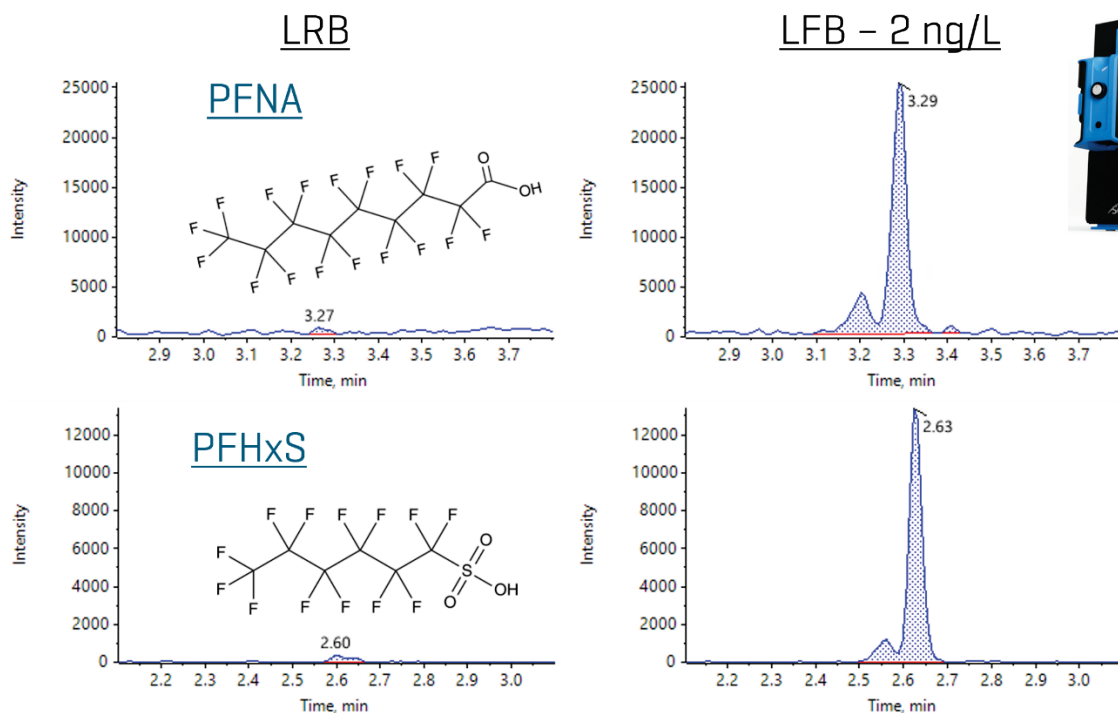 LRB
LFB – 2 ng/L
PFNA
25000
20000
15000
10000
5000
0
Intensity
3.27
F F F F F F F F F F F F F F F F F O OH
2.9 3.0 3.1 3.2 3.3 3.4 3.5 3.6 3.7
Time, min
25000
20000
15000
10000
5000
0
Intensity
3.29
2.9 3.0 3.1 3.2 3.3 3.4 3.5 3.6 3.7
Time, min
PFHxS
12000
10000
8000
6000
4000
2000
0
Intensity
2.60
F F F F F F F F F F F F F O S O OH
2.2 2.3 2.4 2.5 2.6 2.7 2.8 2.9 3.0
Time, min
12000
10000
8000
6000
4000
2000
0
Intensity
2.63
2.2 2.3 2.4 2.5 2.6 2.7 2.8 2.9 3.0
Time, min